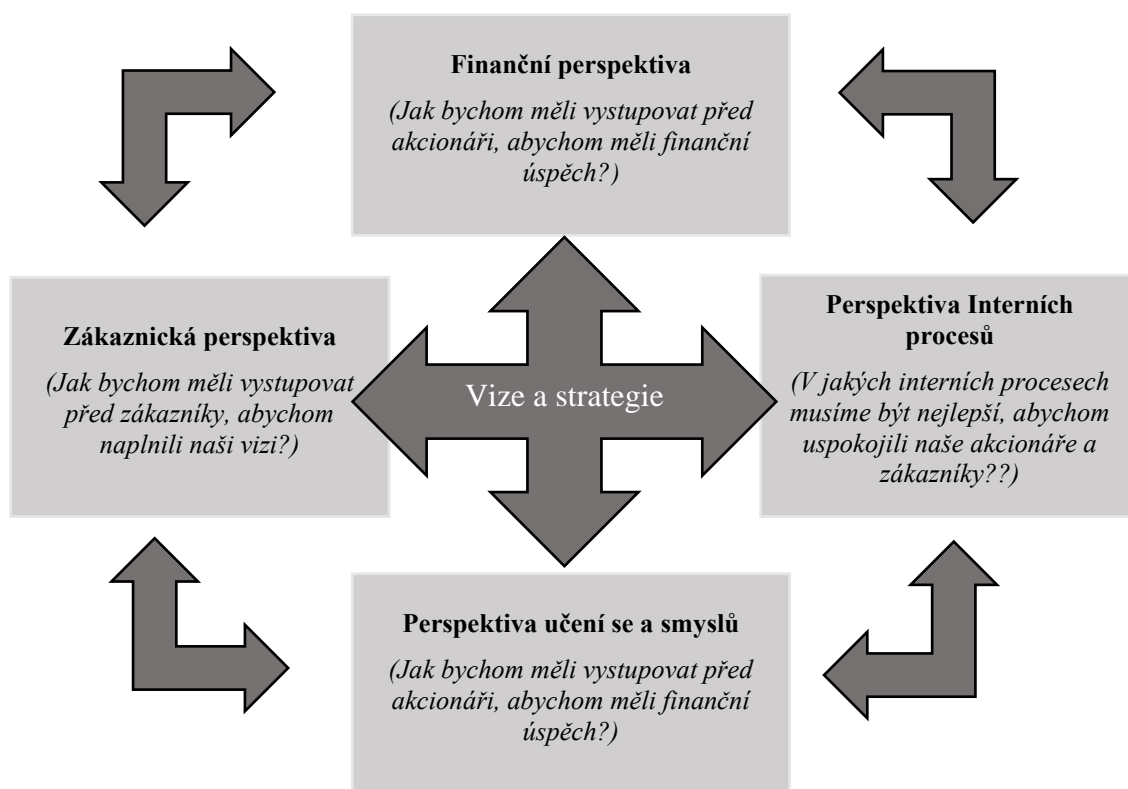 Finanční perspektiva
(Jak bychom měli vystupovat před
akcionáři, abychom měli finanční
úspěch?)
Zákaznická perspektiva
(Jak bychom měli vystupovat
před zákazníky, abychom
naplnili naši vizi?)
Vize a strategie
Perspektiva Interních
procesů
(V jakých interních procesech
musíme být nejlepší, abychom
uspokojili naše akcionáře a
zákazníky??)
Perspektiva učení se a smyslů
(Jak bychom měli vystupovat před
akcionáři, abychom měli finanční
úspěch?)